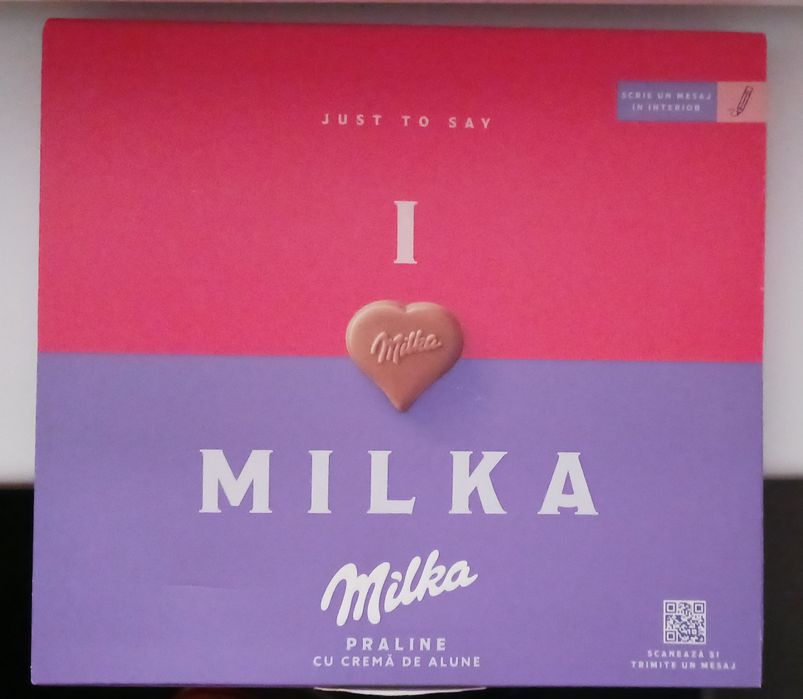 SCRIE UN MESAJ
ÎN INTERIOR
JUST TO SAY
I
Milka
MILKA
Milka
PRALINE
CU CREMĂ DE ALUNE
SCANEAZĂ ȘI
TRIMITE UN MESAJ